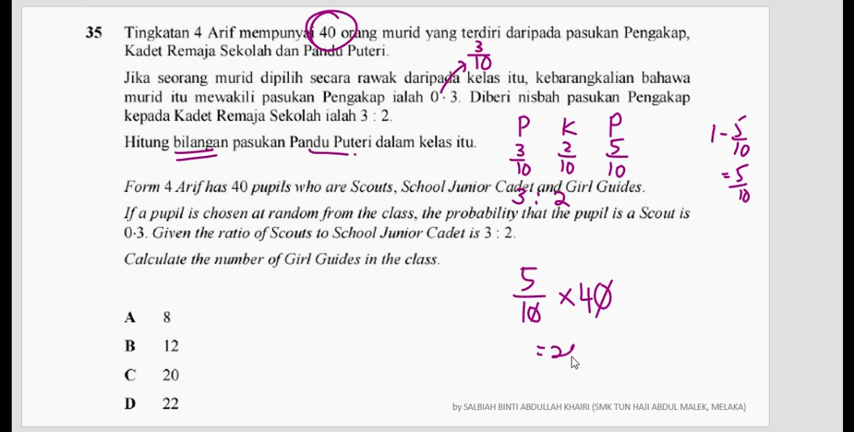 35 Tingkatan 4 Arif mempunyai 40 orang murid yang terdiri daripada pasukan Pengakap,
Kadet Remaja Sekolah dan Pandu Puteri.
3/10
Jika seorang murid dipilih secara rawak daripada kelas itu, kebarangkalian bahawa
murid itu mewakili pasukan Pengakap ialah 0·3. Diberi nisbah pasukan Pengakap
kepada Kadet Remaja Sekolah ialah 3 : 2.
Hitung bilangan pasukan Pandu Puteri dalam kelas itu.
P K P
3/10 2/10 5/10
3 : 2
1 - 5/10
= 5/10
Form 4 Arif has 40 pupils who are Scouts, School Junior Cadet and Girl Guides.
If a pupil is chosen at random from the class, the probability that the pupil is a Scout is
0·3. Given the ratio of Scouts to School Junior Cadet is 3 : 2.
Calculate the number of Girl Guides in the class.
5/10 × 40
= 2
A 8
B 12
C 20
D 22
by SALBIAH BINTI ABDULLAH KHAIRI (SMK TUN HAJI ABDUL MALEK, MELAKA)